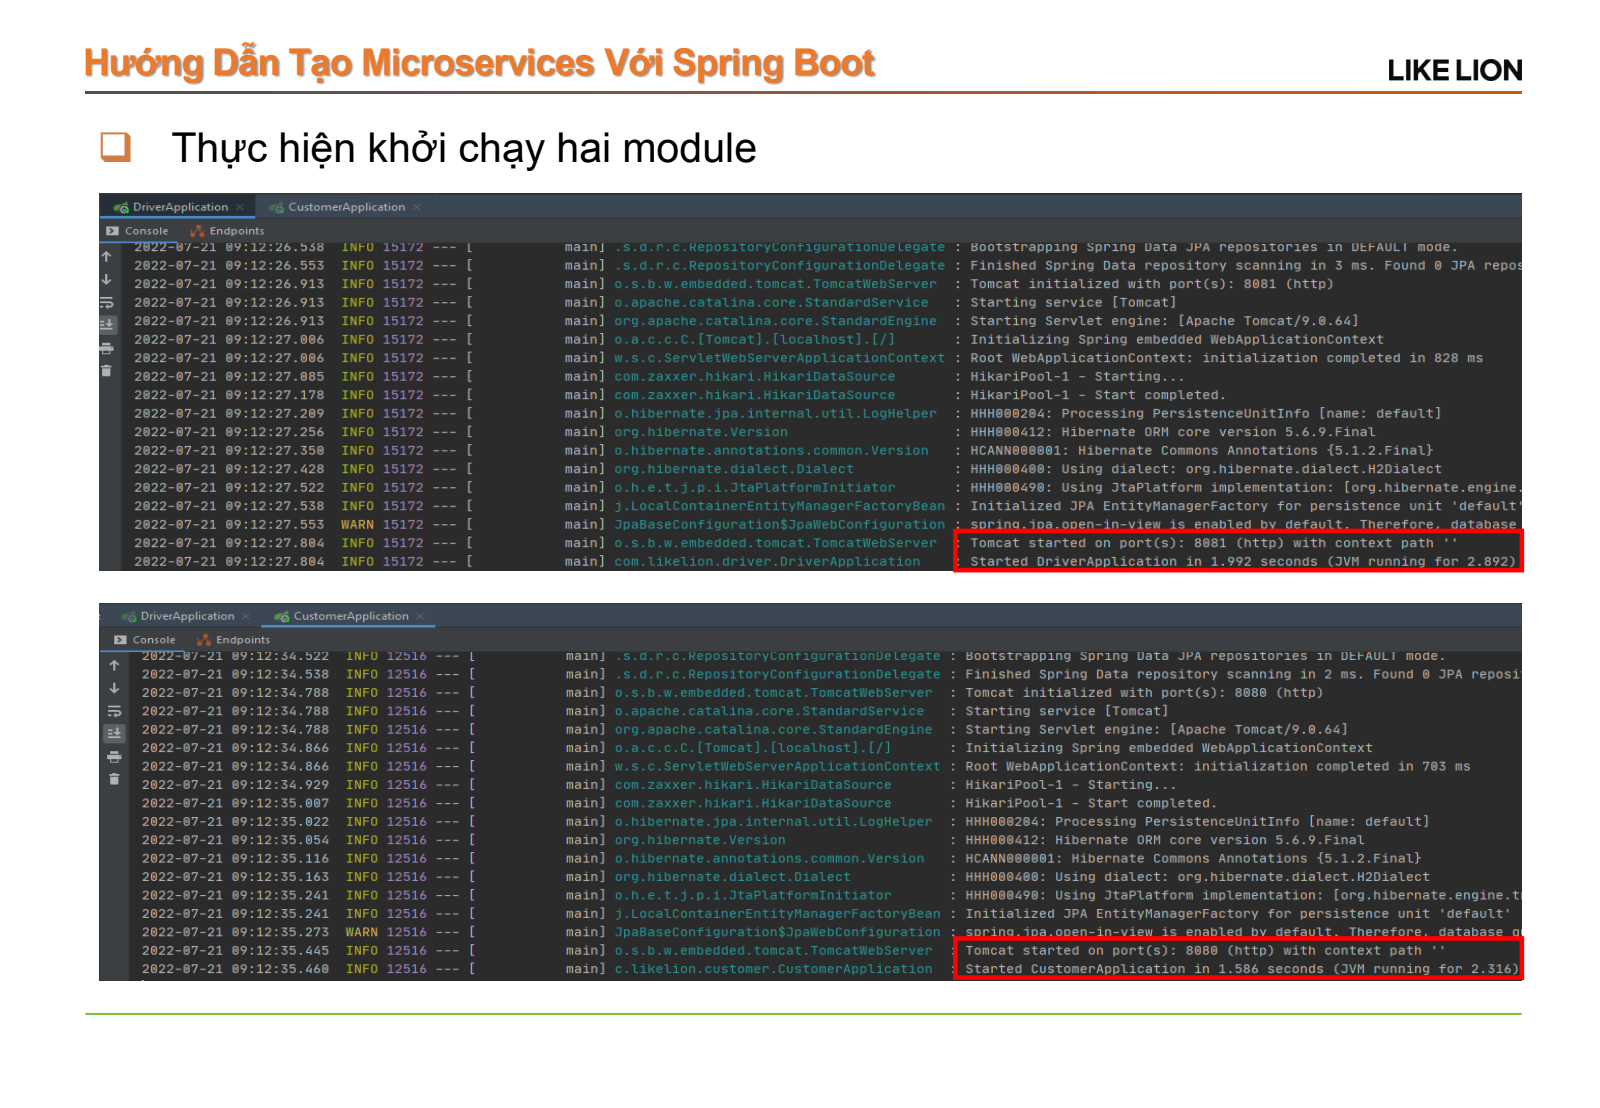 Hướng Dẫn Tạo Microservices Với Spring Boot
LIKE LION
Thực hiện khởi chạy hai module
DriverApplication × CustomerApplication ×
Console Endpoints
2022-07-21 09:12:26.538 INFO 15172 --- [ main] .s.d.r.c.RepositoryConfigurationDelegate : Bootstrapping Spring Data JPA repositories in DEFAULT mode.
2022-07-21 09:12:26.553 INFO 15172 --- [ main] .s.d.r.c.RepositoryConfigurationDelegate : Finished Spring Data repository scanning in 3 ms. Found 0 JPA repos
2022-07-21 09:12:26.913 INFO 15172 --- [ main] o.s.b.w.embedded.tomcat.TomcatWebServer : Tomcat initialized with port(s): 8081 (http)
2022-07-21 09:12:26.913 INFO 15172 --- [ main] o.apache.catalina.core.StandardService : Starting service [Tomcat]
2022-07-21 09:12:26.913 INFO 15172 --- [ main] org.apache.catalina.core.StandardEngine : Starting Servlet engine: [Apache Tomcat/9.0.64]
2022-07-21 09:12:27.006 INFO 15172 --- [ main] o.a.c.c.C.[Tomcat].[localhost].[/] : Initializing Spring embedded WebApplicationContext
2022-07-21 09:12:27.006 INFO 15172 --- [ main] w.s.c.ServletWebServerApplicationContext : Root WebApplicationContext: initialization completed in 828 ms
2022-07-21 09:12:27.085 INFO 15172 --- [ main] com.zaxxer.hikari.HikariDataSource : HikariPool-1 - Starting...
2022-07-21 09:12:27.178 INFO 15172 --- [ main] com.zaxxer.hikari.HikariDataSource : HikariPool-1 - Start completed.
2022-07-21 09:12:27.209 INFO 15172 --- [ main] o.hibernate.jpa.internal.util.LogHelper : HHH000204: Processing PersistenceUnitInfo [name: default]
2022-07-21 09:12:27.256 INFO 15172 --- [ main] org.hibernate.Version : HHH000412: Hibernate ORM core version 5.6.9.Final
2022-07-21 09:12:27.350 INFO 15172 --- [ main] o.hibernate.annotations.common.Version : HCANN000001: Hibernate Commons Annotations {5.1.2.Final}
2022-07-21 09:12:27.428 INFO 15172 --- [ main] org.hibernate.dialect.Dialect : HHH000400: Using dialect: org.hibernate.dialect.H2Dialect
2022-07-21 09:12:27.522 INFO 15172 --- [ main] o.h.e.t.j.p.i.JtaPlatformInitiator : HHH000490: Using JtaPlatform implementation: [org.hibernate.engine.
2022-07-21 09:12:27.538 INFO 15172 --- [ main] j.LocalContainerEntityManagerFactoryBean : Initialized JPA EntityManagerFactory for persistence unit 'default'
2022-07-21 09:12:27.553 WARN 15172 --- [ main] JpaBaseConfiguration$JpaWebConfiguration : spring.jpa.open-in-view is enabled by default. Therefore, database
2022-07-21 09:12:27.804 INFO 15172 --- [ main] o.s.b.w.embedded.tomcat.TomcatWebServer : Tomcat started on port(s): 8081 (http) with context path ''
2022-07-21 09:12:27.804 INFO 15172 --- [ main] com.likelion.driver.DriverApplication : Started DriverApplication in 1.992 seconds (JVM running for 2.892)
DriverApplication × CustomerApplication ×
Console Endpoints
2022-07-21 09:12:34.522 INFO 12516 --- [ main] .s.d.r.c.RepositoryConfigurationDelegate : Bootstrapping Spring Data JPA repositories in DEFAULT mode.
2022-07-21 09:12:34.538 INFO 12516 --- [ main] .s.d.r.c.RepositoryConfigurationDelegate : Finished Spring Data repository scanning in 2 ms. Found 0 JPA reposi
2022-07-21 09:12:34.788 INFO 12516 --- [ main] o.s.b.w.embedded.tomcat.TomcatWebServer : Tomcat initialized with port(s): 8080 (http)
2022-07-21 09:12:34.788 INFO 12516 --- [ main] o.apache.catalina.core.StandardService : Starting service [Tomcat]
2022-07-21 09:12:34.788 INFO 12516 --- [ main] org.apache.catalina.core.StandardEngine : Starting Servlet engine: [Apache Tomcat/9.0.64]
2022-07-21 09:12:34.866 INFO 12516 --- [ main] o.a.c.c.C.[Tomcat].[localhost].[/] : Initializing Spring embedded WebApplicationContext
2022-07-21 09:12:34.866 INFO 12516 --- [ main] w.s.c.ServletWebServerApplicationContext : Root WebApplicationContext: initialization completed in 703 ms
2022-07-21 09:12:34.929 INFO 12516 --- [ main] com.zaxxer.hikari.HikariDataSource : HikariPool-1 - Starting...
2022-07-21 09:12:35.007 INFO 12516 --- [ main] com.zaxxer.hikari.HikariDataSource : HikariPool-1 - Start completed.
2022-07-21 09:12:35.022 INFO 12516 --- [ main] o.hibernate.jpa.internal.util.LogHelper : HHH000204: Processing PersistenceUnitInfo [name: default]
2022-07-21 09:12:35.054 INFO 12516 --- [ main] org.hibernate.Version : HHH000412: Hibernate ORM core version 5.6.9.Final
2022-07-21 09:12:35.116 INFO 12516 --- [ main] o.hibernate.annotations.common.Version : HCANN000001: Hibernate Commons Annotations {5.1.2.Final}
2022-07-21 09:12:35.163 INFO 12516 --- [ main] org.hibernate.dialect.Dialect : HHH000400: Using dialect: org.hibernate.dialect.H2Dialect
2022-07-21 09:12:35.241 INFO 12516 --- [ main] o.h.e.t.j.p.i.JtaPlatformInitiator : HHH000490: Using JtaPlatform implementation: [org.hibernate.engine.t
2022-07-21 09:12:35.241 INFO 12516 --- [ main] j.LocalContainerEntityManagerFactoryBean : Initialized JPA EntityManagerFactory for persistence unit 'default'
2022-07-21 09:12:35.273 WARN 12516 --- [ main] JpaBaseConfiguration$JpaWebConfiguration : spring.jpa.open-in-view is enabled by default. Therefore, database q
2022-07-21 09:12:35.445 INFO 12516 --- [ main] o.s.b.w.embedded.tomcat.TomcatWebServer : Tomcat started on port(s): 8080 (http) with context path ''
2022-07-21 09:12:35.460 INFO 12516 --- [ main] c.likelion.customer.CustomerApplication : Started CustomerApplication in 1.586 seconds (JVM running for 2.316)